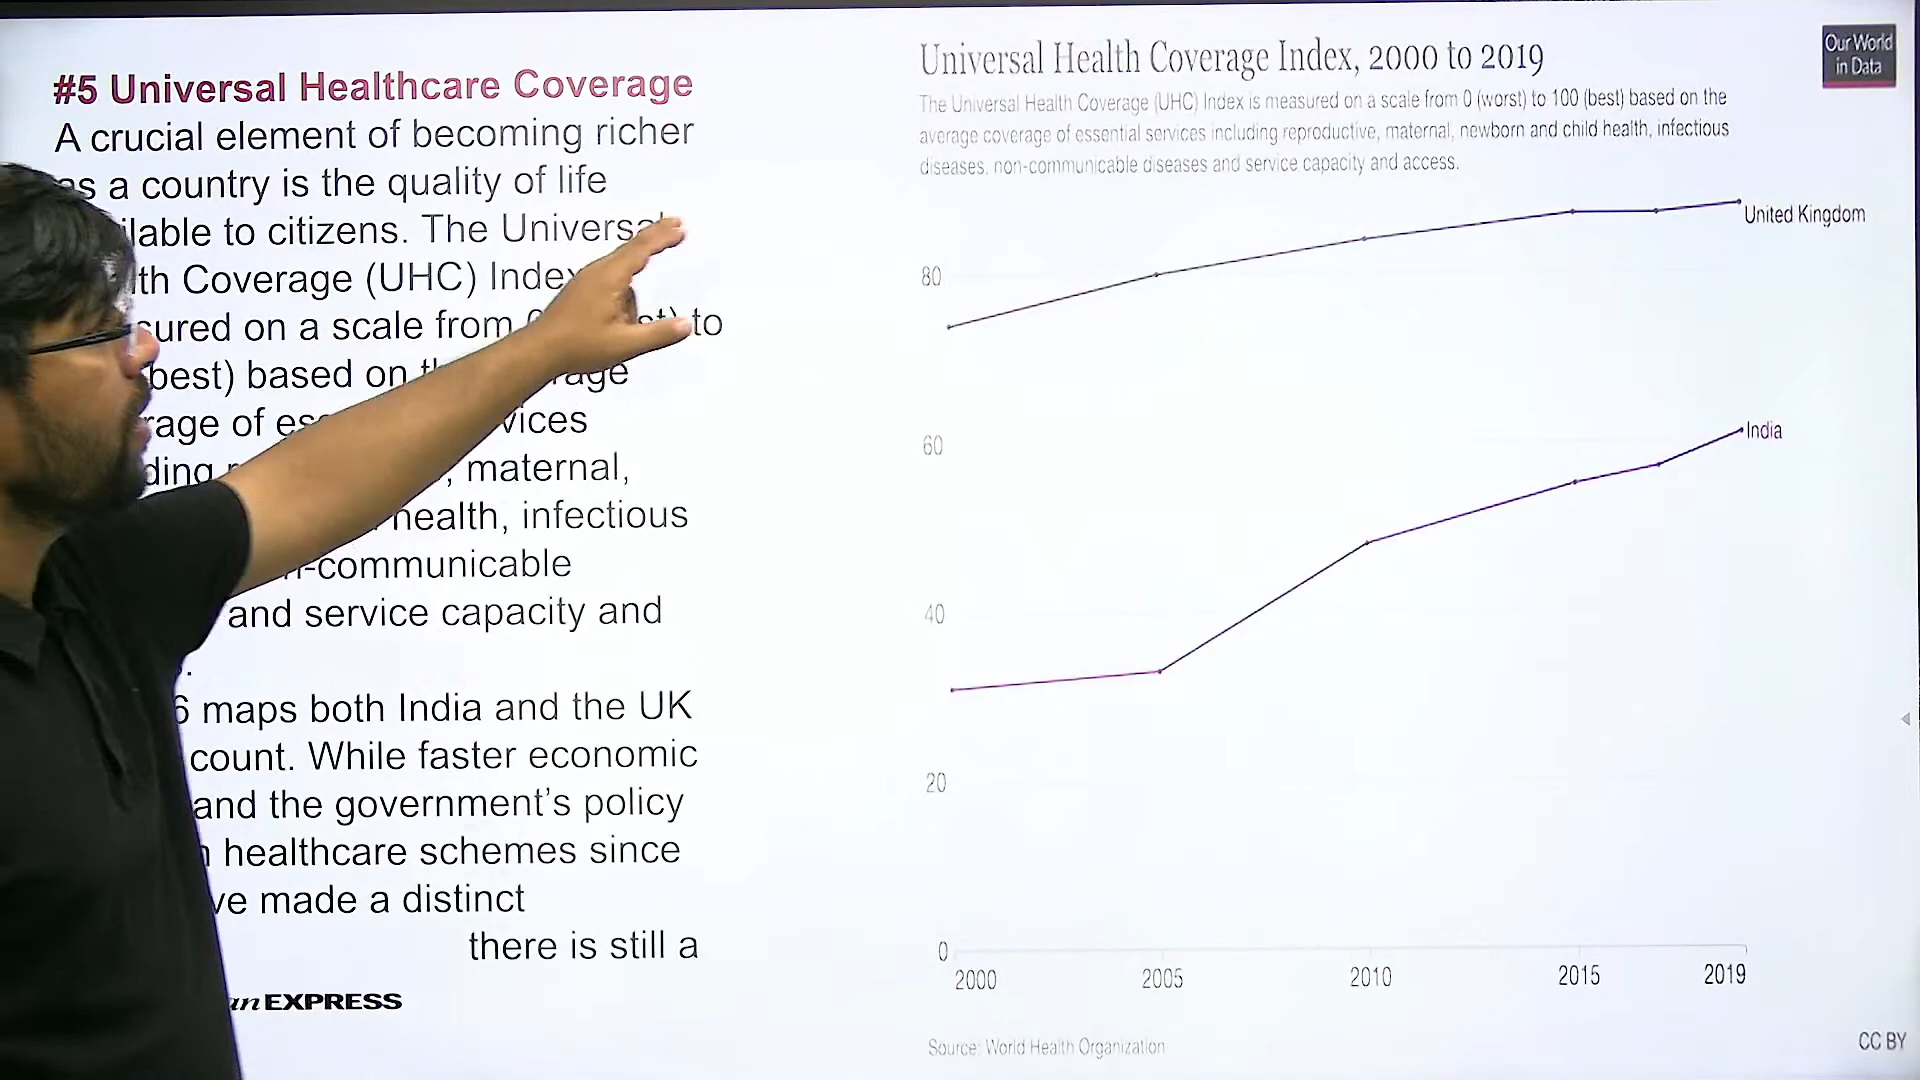 #5 Universal Healthcare Coverage
A crucial element of becoming richer
as a country is the quality of life
to citizens. The Universal
Coverage (UHC) Index
on a scale from to
best) based on
of
maternal,
health, infectious
and service capacity and
maps both India and the UK
count. While faster economic
and the government's policy
healthcare schemes since
made a distinct
there is still a
EXPRESS
Universal Health Coverage Index, 2000 to 2019
The Universal Health Coverage (UHC) Index is measured on a scale from 0 (worst) to 100 (best) based on the
average coverage of essential services including reproductive, maternal, newborn and child health, infectious
diseases, non-communicable diseases and service capacity and access.
Our World
in Data
United Kingdom
80
60
India
40
20
0
2000 2005 2010 2015 2019
Source: World Health Organization
CC BY